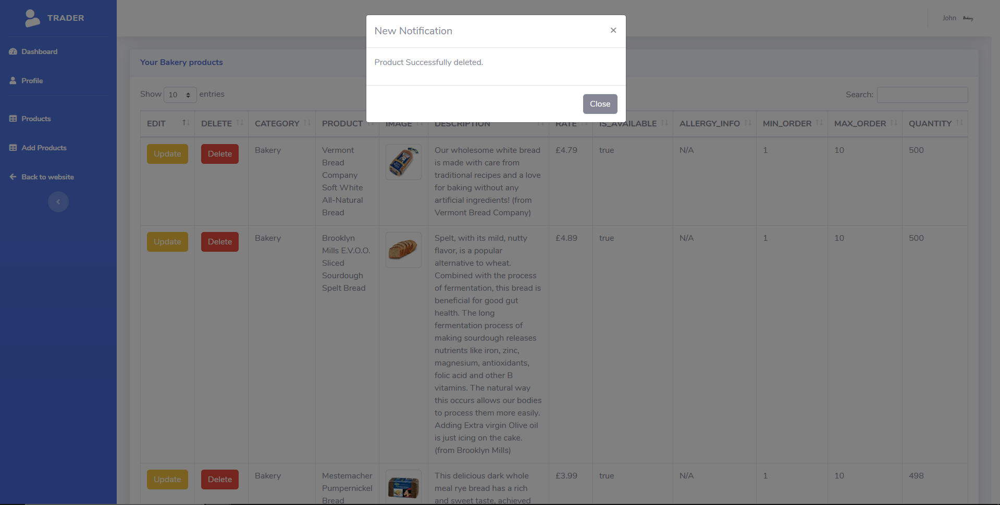 TRADER
Dashboard
Profile
Products
Add Products
Back to website
John
Bakery
New Notification
×
Product Successfully deleted.
Close
Your Bakery products
Show 10 entries
Search:
EDIT DELETE CATEGORY PRODUCT IMAGE DESCRIPTION RATE IS_AVAILABLE ALLERGY_INFO MIN_ORDER MAX_ORDER QUANTITY
Update Delete Bakery
Vermont
Bread
Company
Soft White
All-Natural
Bread
Our wholesome white bread
is made with care from
traditional recipes and a love
for baking without any
artificial ingredients! (from
Vermont Bread Company)
£4.79 true N/A 1 10 500
Update Delete Bakery
Brooklyn
Mills E.V.O.O.
Sliced
Sourdough
Spelt Bread
Spelt, with its mild, nutty
flavor, is a popular
alternative to wheat.
Combined with the process
of fermentation, this bread is
beneficial for good gut
health. The long
fermentation process of
making sourdough releases
nutrients like iron, zinc,
magnesium, antioxidants,
folic acid and other B
vitamins. The natural way
this occurs allows our bodies
to process them more easily.
Adding Extra virgin Olive oil
is just icing on the cake.
(from Brooklyn Mills)
£4.89 true N/A 1 10 500
Update Delete Bakery
Mestemacher
Pumpernickel
Bread
This delicious dark whole
meal rye bread has a rich
and sweet taste, achieved
£3.99 true N/A 1 10 498